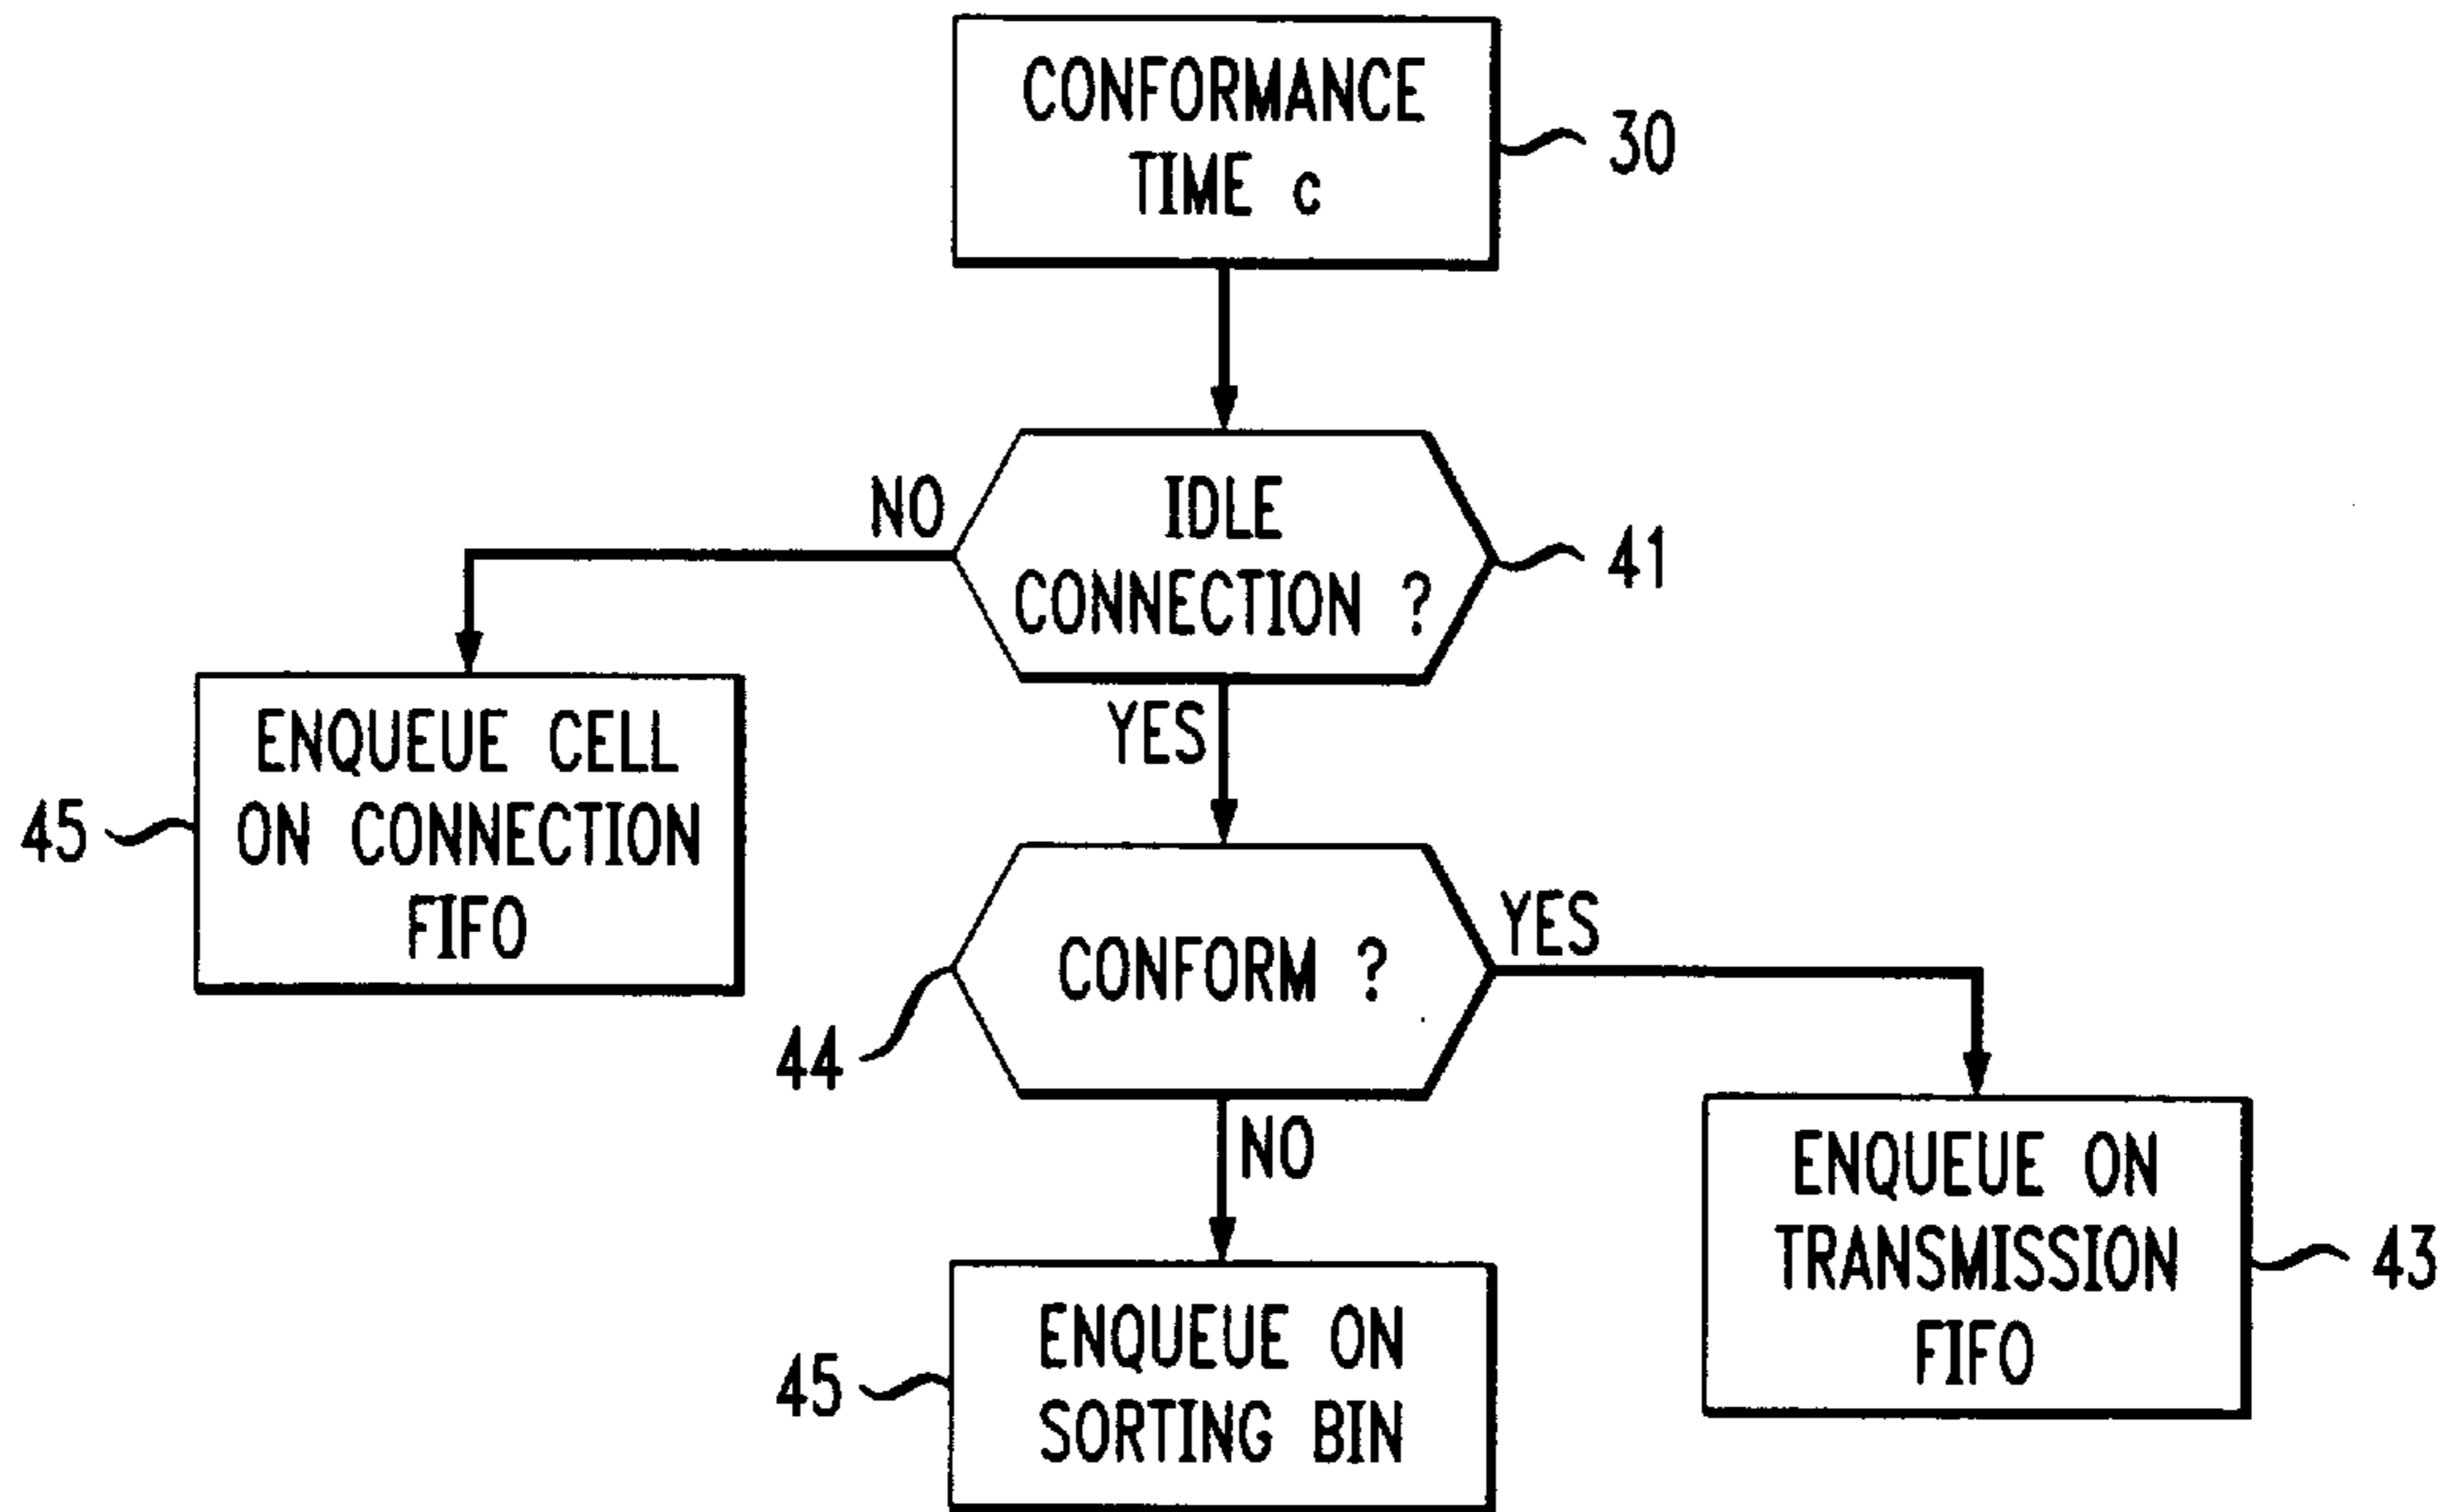 CONFORMANCE
TIME c
30
IDLE
CONNECTION ?
41
NO
YES
ENQUEUE CELL
ON CONNECTION
FIFO
45
CONFORM ?
44
YES
NO
ENQUEUE ON
TRANSMISSION
FIFO
43
ENQUEUE ON
SORTING BIN
45